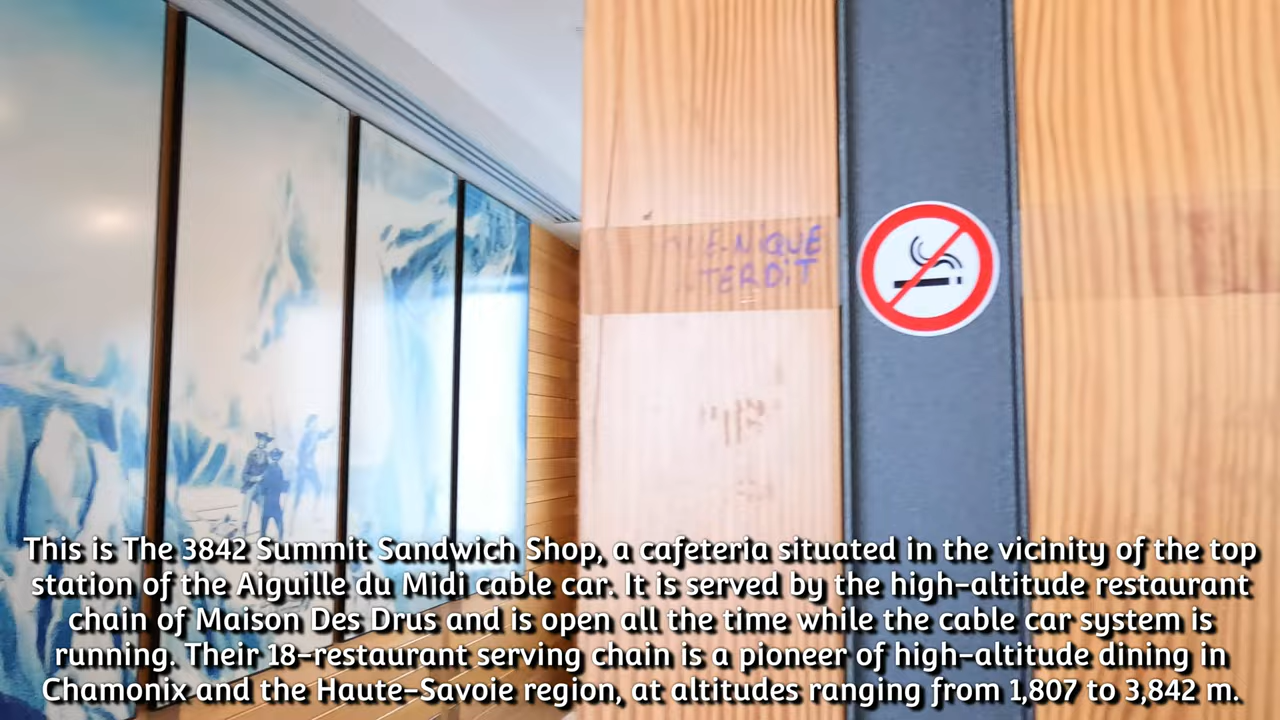 QUE
TERDiT
This is The 3842 Summit Sandwich Shop, a cafeteria situated in the vicinity of the top
station of the Aiguille du Midi cable car. It is served by the high-altitude restaurant
chain of Maison Des Drus and is open all the time while the cable car system is
running. Their 18-restaurant serving chain is a pioneer of high-altitude dining in
Chamonix and the Haute-Savoie region, at altitudes ranging from 1,807 to 3,842 m.